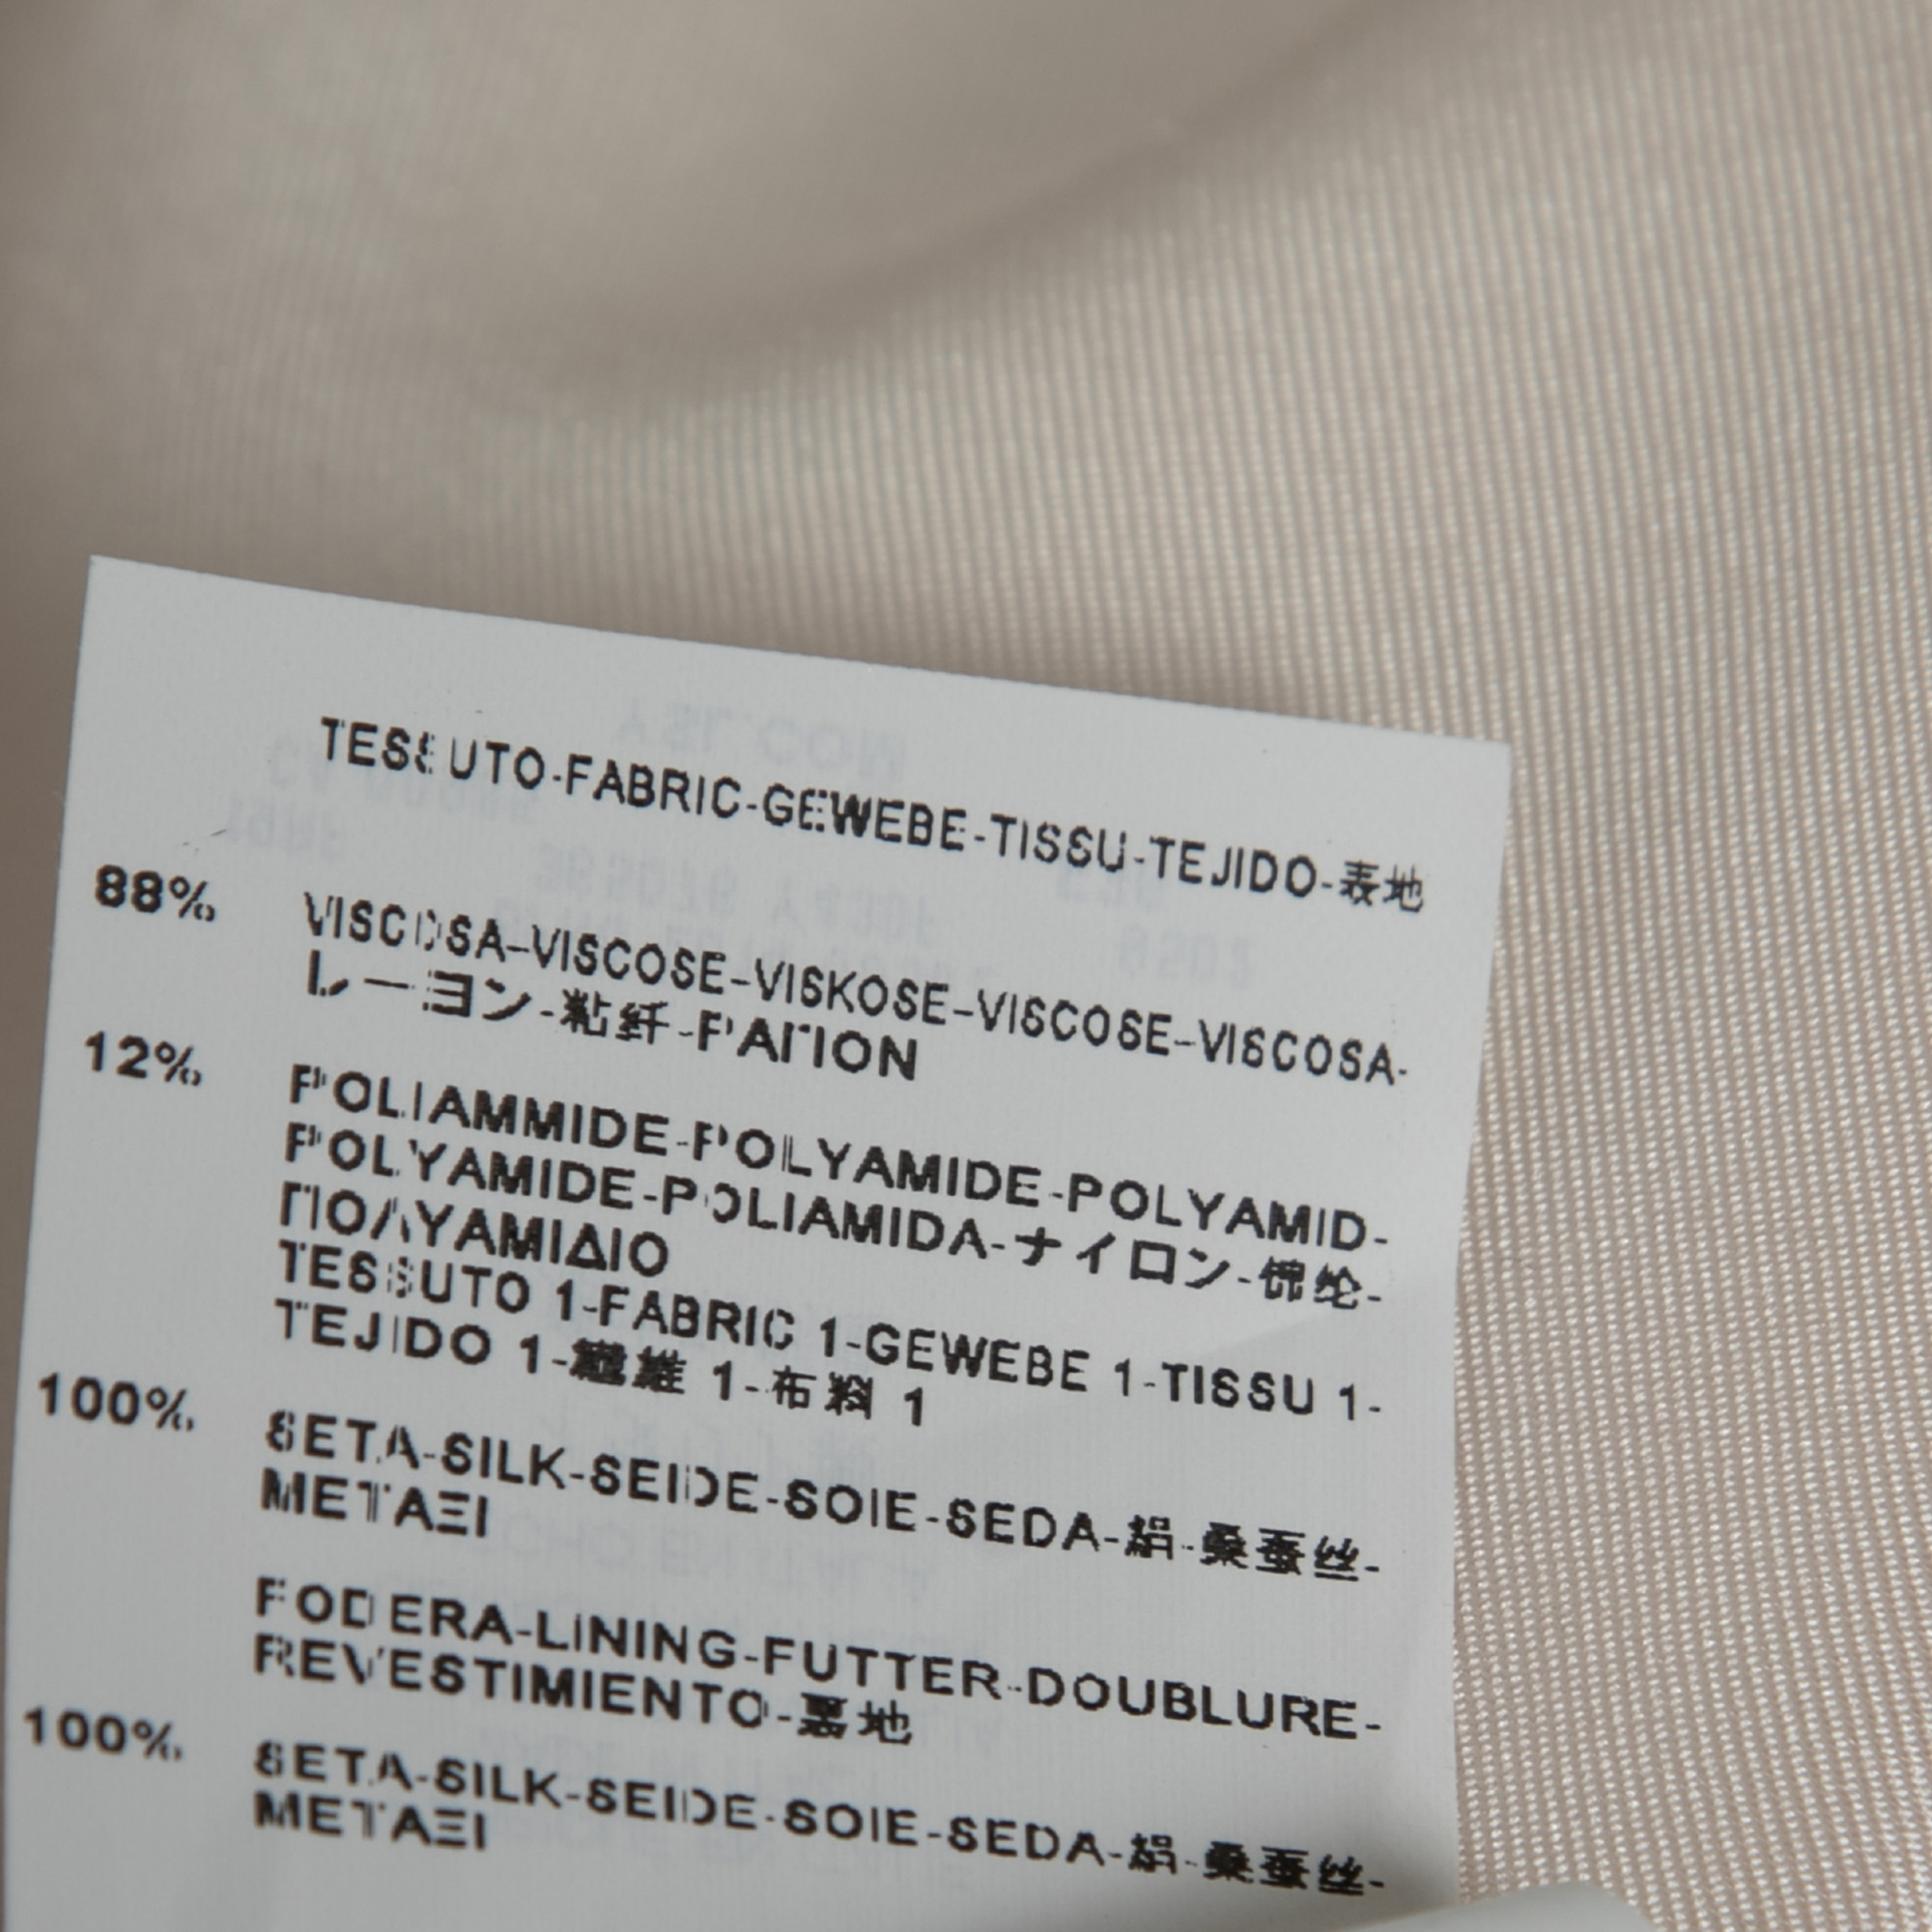 TESSUTO-FABRIC-GEWEBE-TISSU-TEJIDO-表地
88% VISCOSA-VISCOSE-VISKOSE-VISCOSE-VISCOSA-
レーヨン-粘纤-ΡΑΓΙΟΝ
12% POLIAMMIDE-POLYAMIDE-POLYAMID-
POLYAMIDE-POLIAMIDA-ナイロン-锦纶-
ΠΟΛΥΑΜΙΔΙΟ
TESSUTO 1-FABRIC 1-GEWEBE 1-TISSU 1-
TEJIDO 1-繊維 1-布料 1
100% SETA-SILK-SEIDE-SOIE-SEDA-絹-桑蚕丝-
ΜΕΤΑΞΙ
FODERA-LINING-FUTTER-DOUBLURE-
REVESTIMIENTO-裏地
100% SETA-SILK-SEIDE-SOIE-SEDA-絹-桑蚕丝-
ΜΕΤΑΞΙ